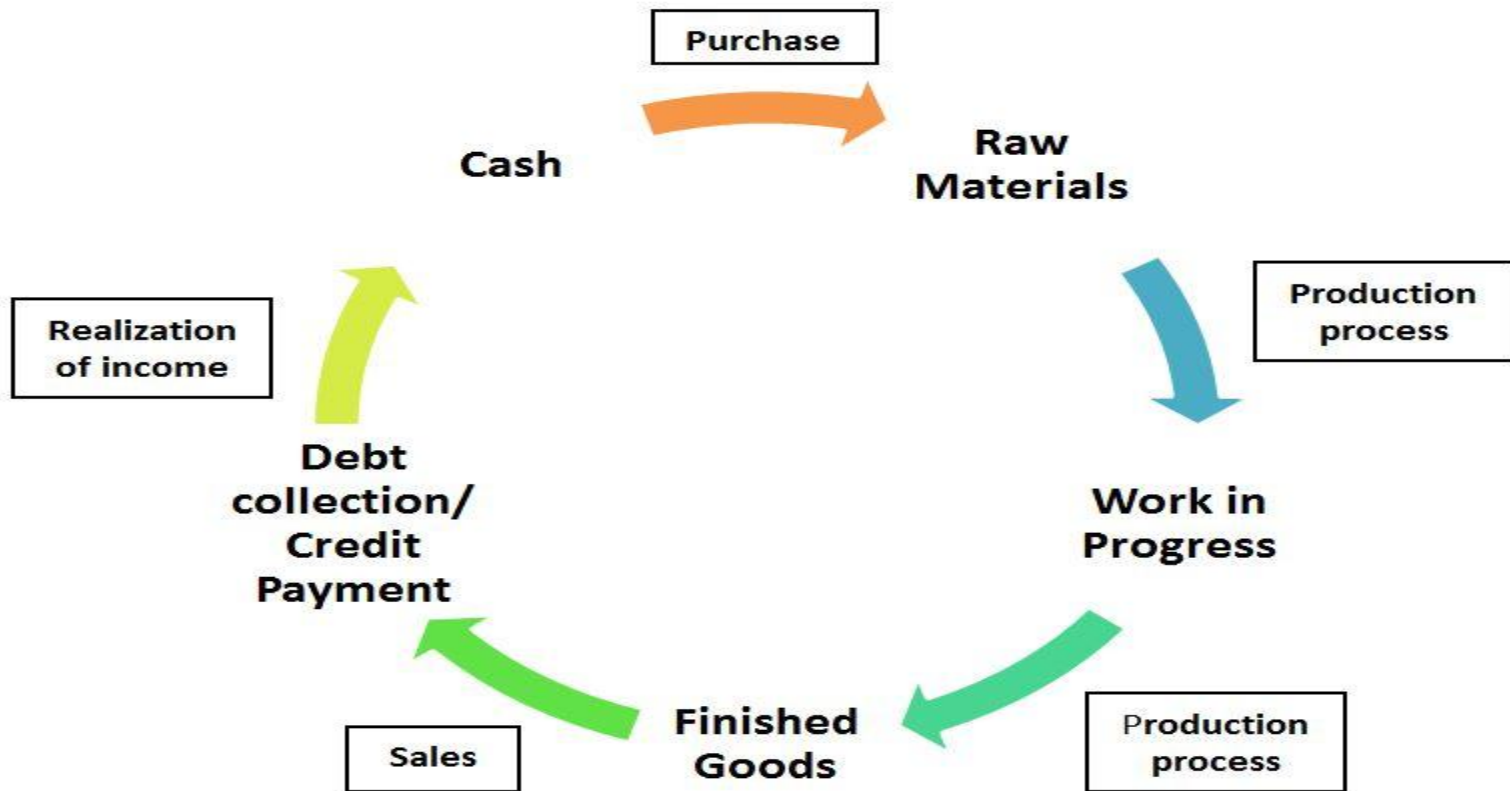 Purchase
Cash
Raw
Materials
Production
process
Work in
Progress
Production
process
Finished
Goods
Sales
Debt
collection/
Credit
Payment
Realization
of income